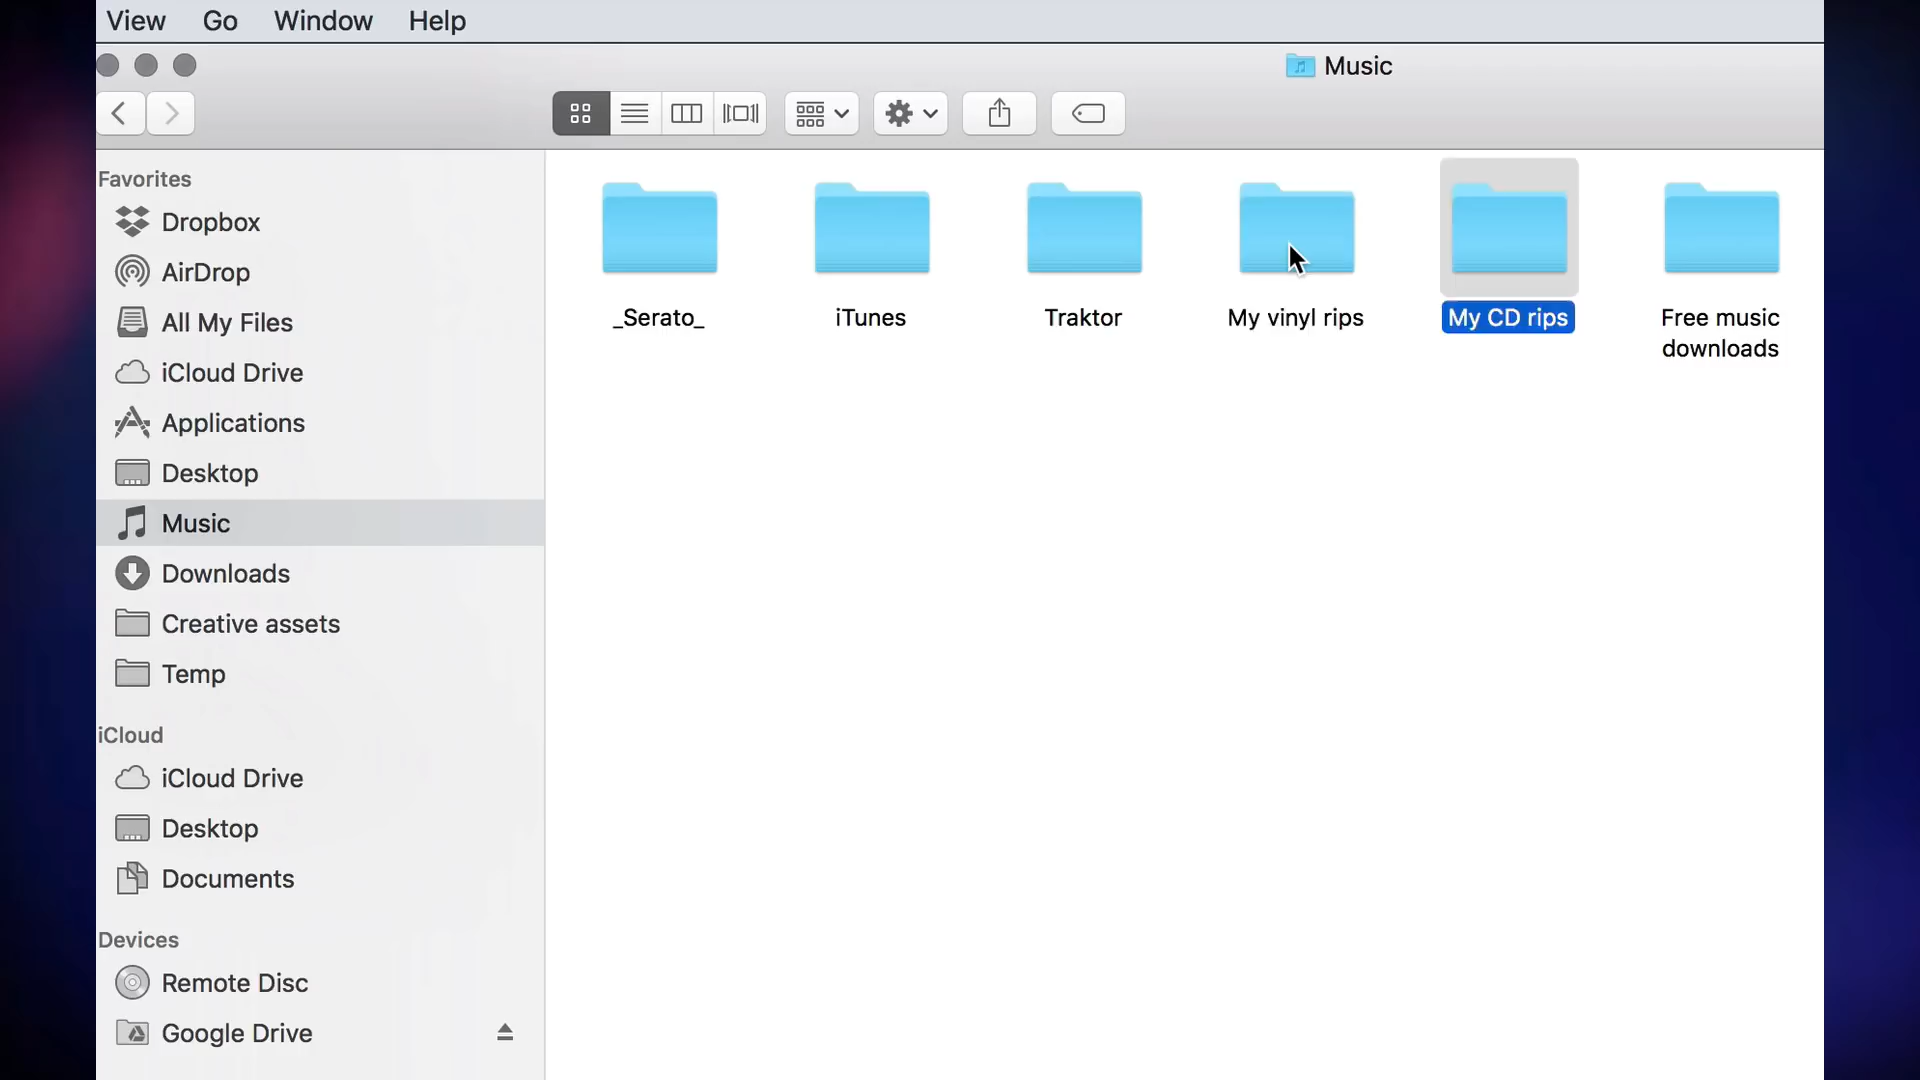 View Go Window Help
Music
Favorites
Dropbox
AirDrop
All My Files
iCloud Drive
Applications
Desktop
Music
Downloads
Creative assets
Temp
iCloud
iCloud Drive
Desktop
Documents
Devices
Remote Disc
Google Drive
_Serato_
iTunes
Traktor
My vinyl rips
My CD rips
Free music
downloads